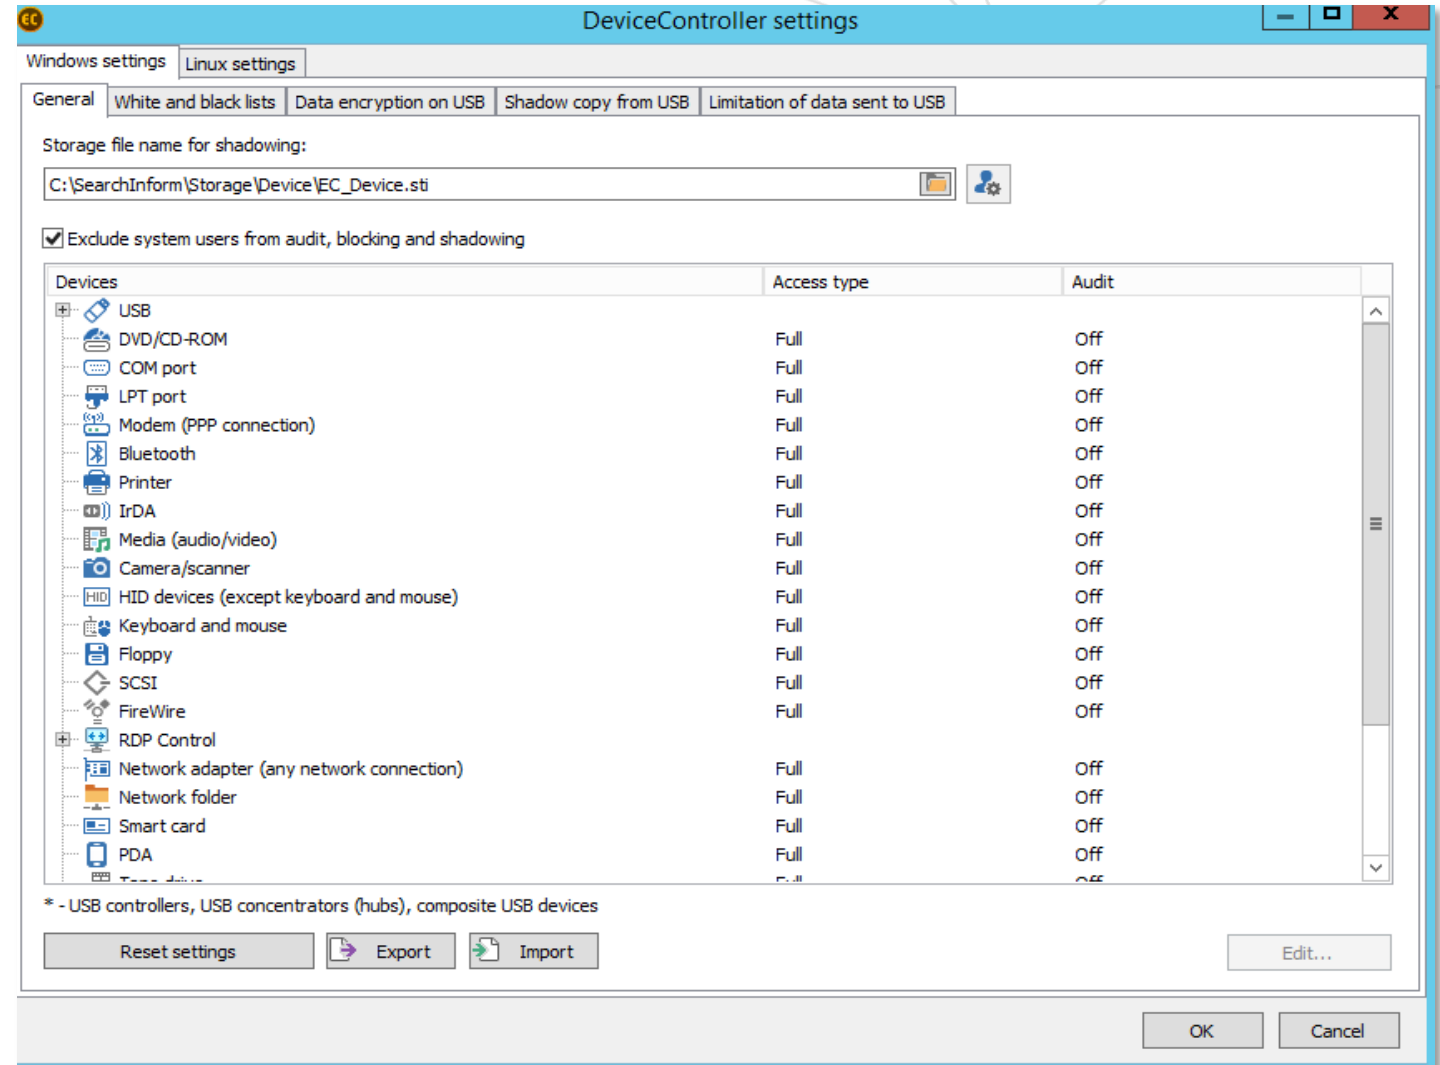 EC DeviceController settings
Windows settings Linux settings
General White and black lists Data encryption on USB Shadow copy from USB Limitation of data sent to USB
Storage file name for shadowing:
C:\SearchInform\Storage\Device\EC_Device.sti
Exclude system users from audit, blocking and shadowing
Devices Access type Audit
USB
DVD/CD-ROM Full Off
COM port Full Off
LPT port Full Off
Modem (PPP connection) Full Off
Bluetooth Full Off
Printer Full Off
IrDA Full Off
Media (audio/video) Full Off
Camera/scanner Full Off
HID HID devices (except keyboard and mouse) Full Off
Keyboard and mouse Full Off
Floppy Full Off
SCSI Full Off
FireWire Full Off
RDP Control
Network adapter (any network connection) Full Off
Network folder Full Off
Smart card Full Off
PDA Full Off
Tape drive Full Off
* - USB controllers, USB concentrators (hubs), composite USB devices
Reset settings Export Import Edit...
OK Cancel